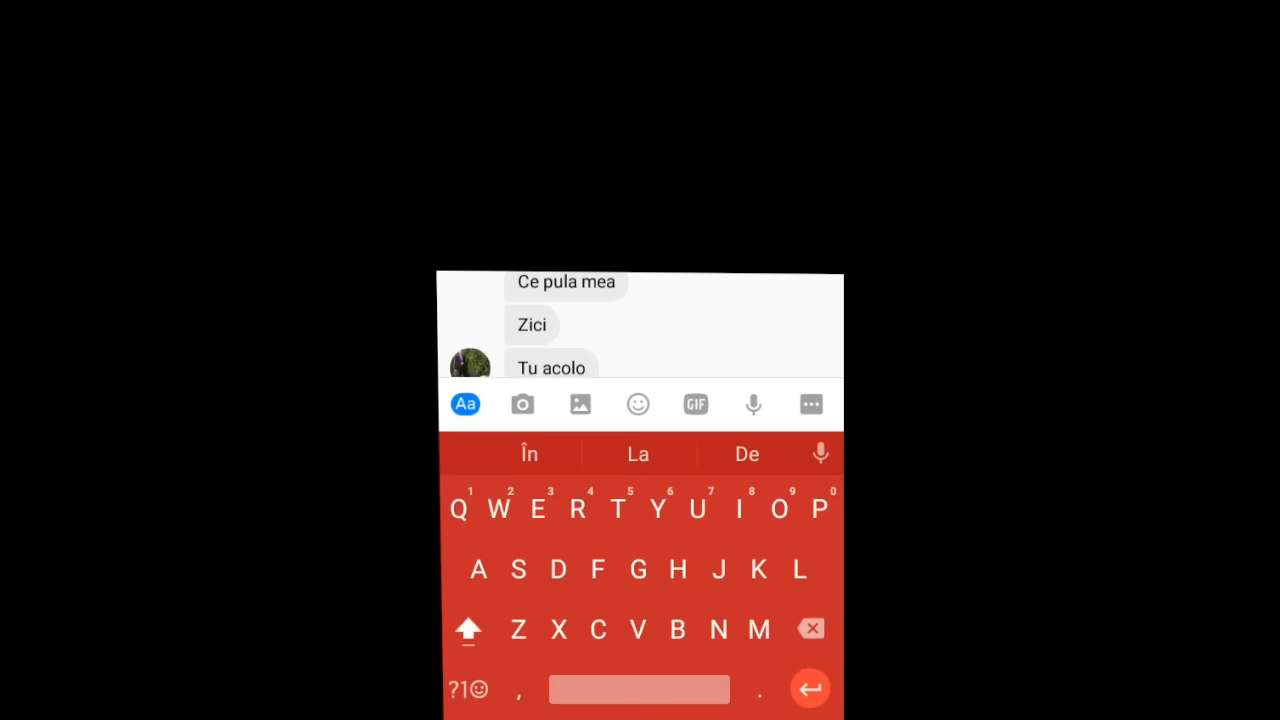 Ce pula mea
Zici
Tu acolo
Aa GIF
În La De
1 2 3 4 5 6 7 8 9 0
Q W E R T Y U I O P
A S D F G H J K L
Z X C V B N M
?1 , .